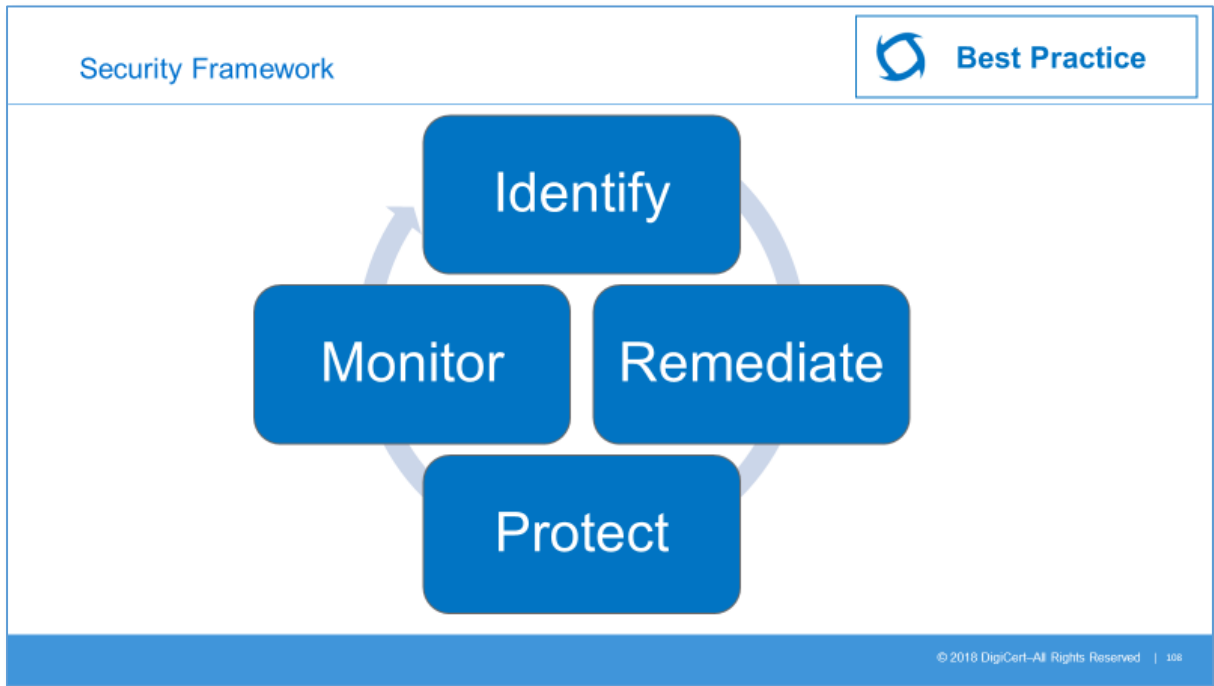 Security Framework
Best Practice
Identify
Monitor
Remediate
Protect
© 2018 DigiCert–All Rights Reserved | 108